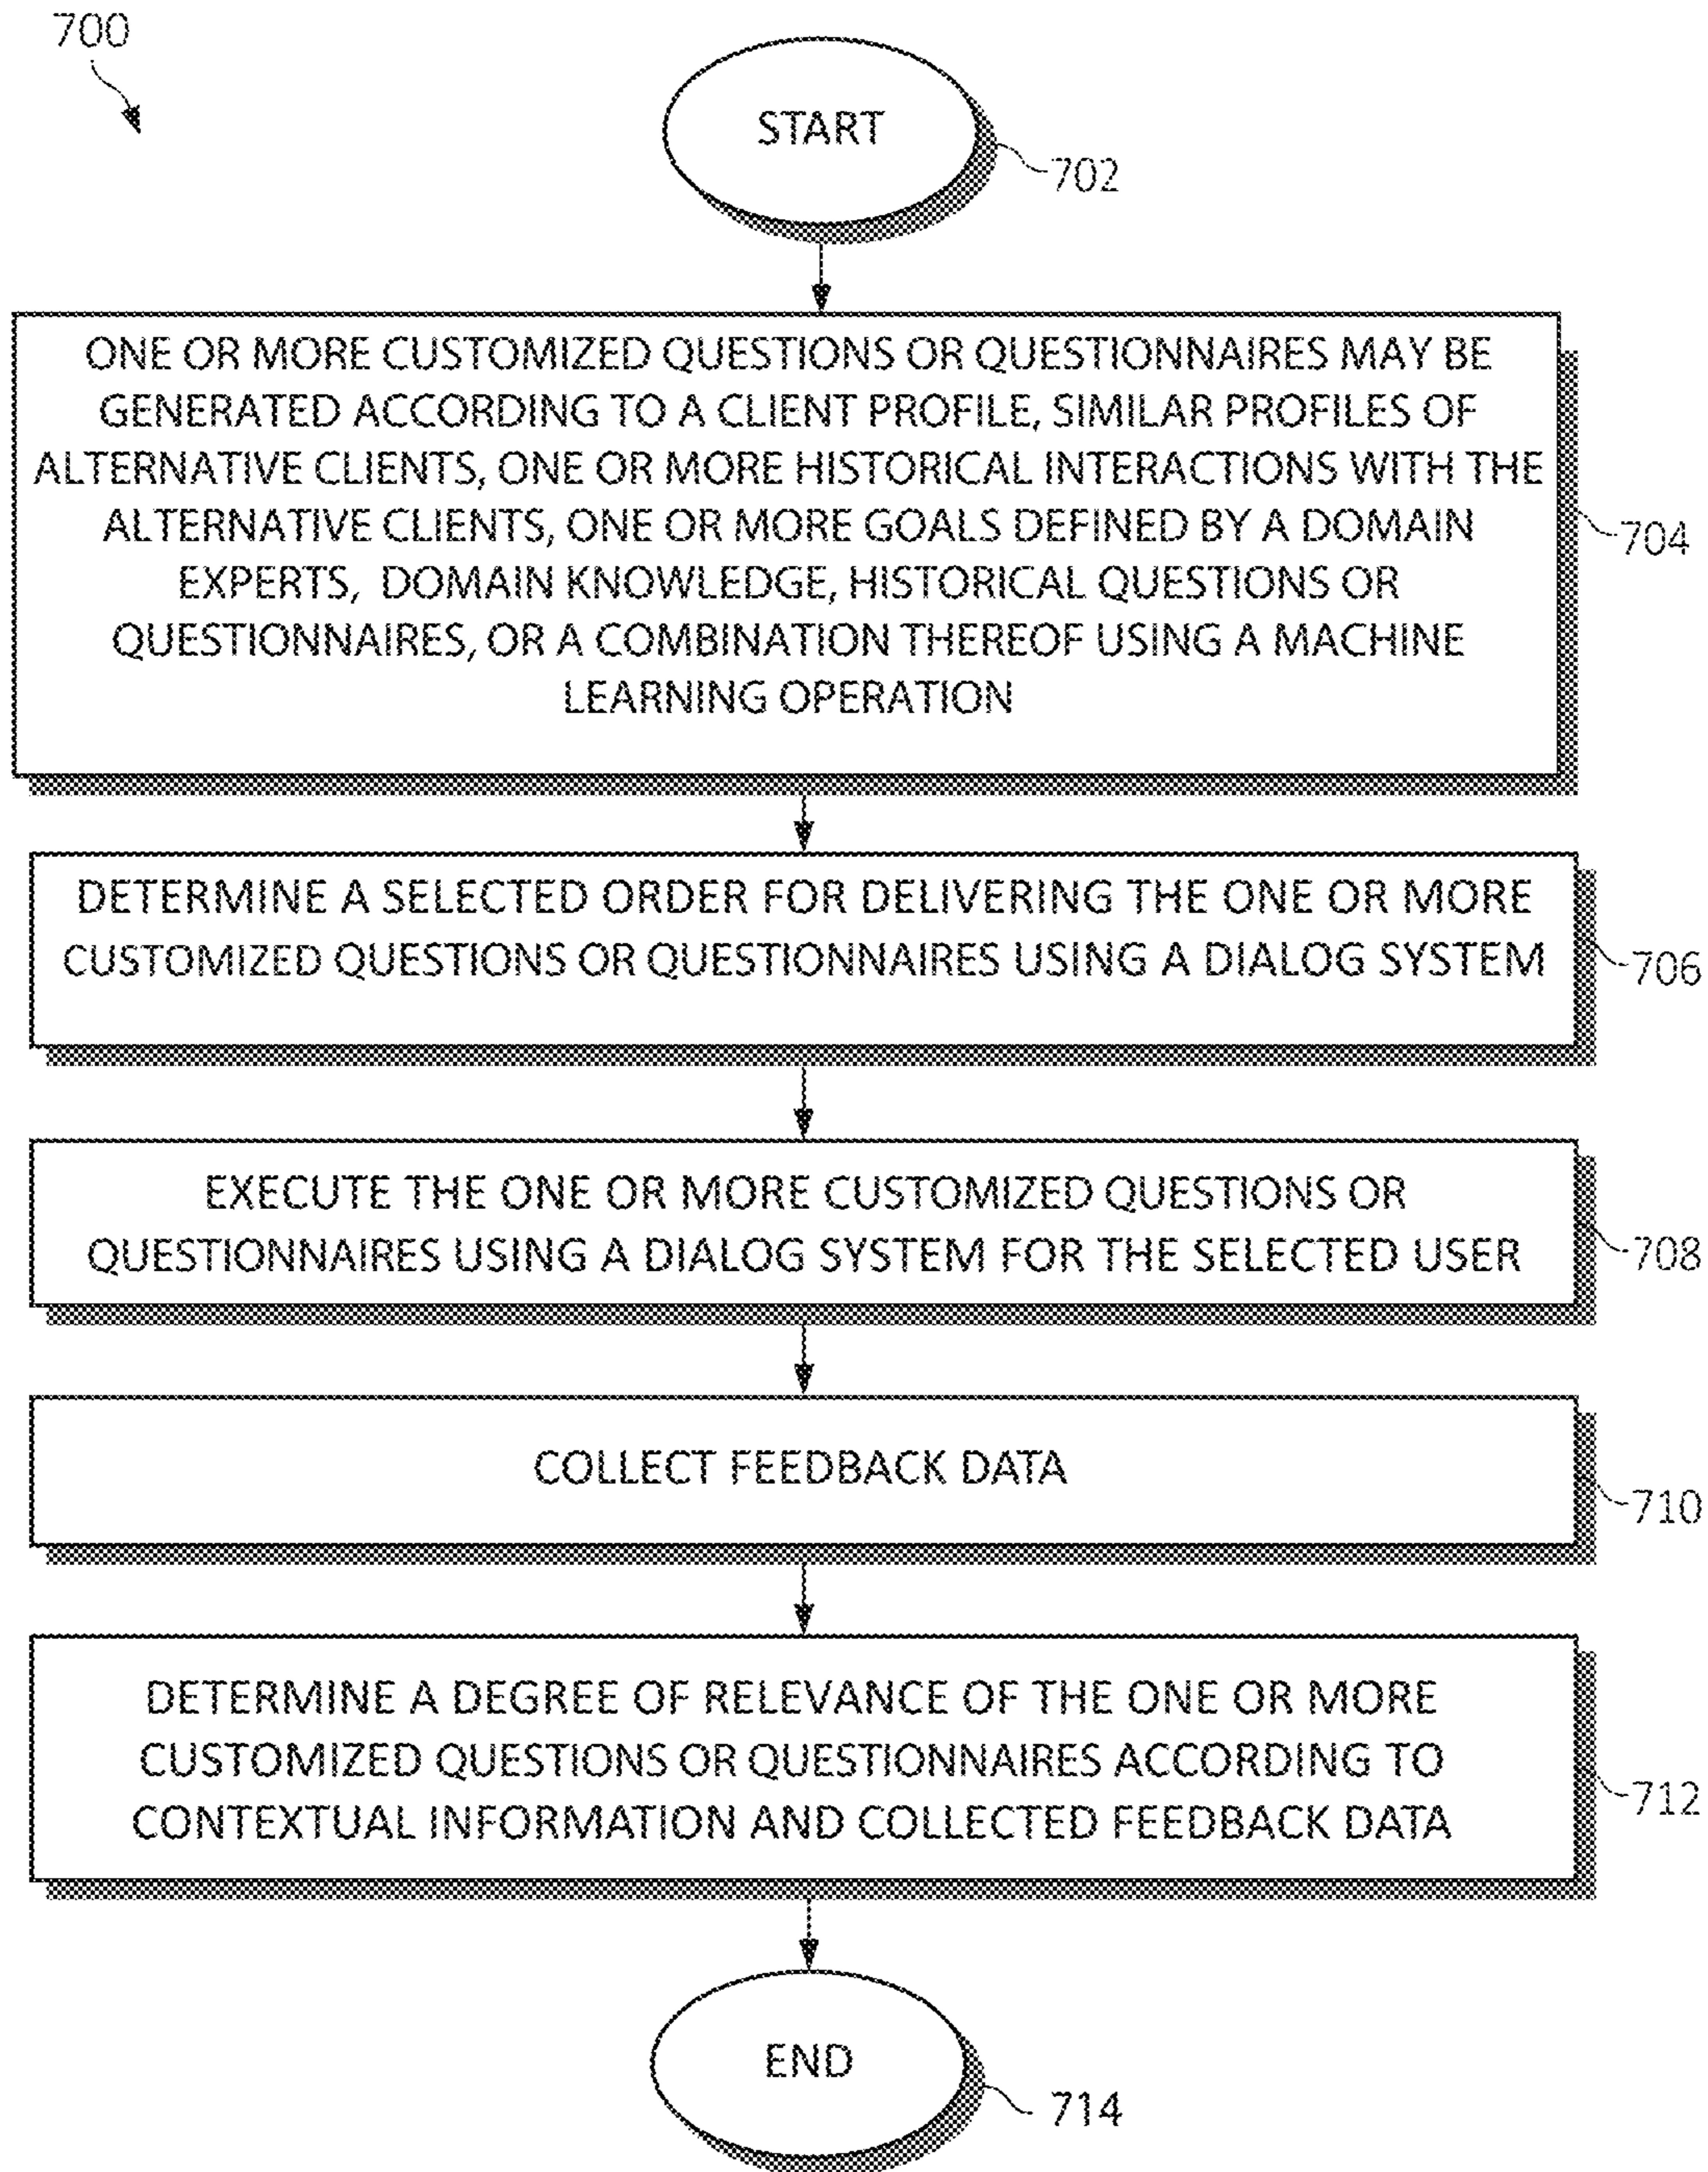 700
START
702
ONE OR MORE CUSTOMIZED QUESTIONS OR QUESTIONNAIRES MAY BE
GENERATED ACCORDING TO A CLIENT PROFILE, SIMILAR PROFILES OF
ALTERNATIVE CLIENTS, ONE OR MORE HISTORICAL INTERACTIONS WITH THE
ALTERNATIVE CLIENTS, ONE OR MORE GOALS DEFINED BY A DOMAIN
EXPERTS, DOMAIN KNOWLEDGE, HISTORICAL QUESTIONS OR
QUESTIONNAIRES, OR A COMBINATION THEREOF USING A MACHINE
LEARNING OPERATION
704
DETERMINE A SELECTED ORDER FOR DELIVERING THE ONE OR MORE
CUSTOMIZED QUESTIONS OR QUESTIONNAIRES USING A DIALOG SYSTEM
706
EXECUTE THE ONE OR MORE CUSTOMIZED QUESTIONS OR
QUESTIONNAIRES USING A DIALOG SYSTEM FOR THE SELECTED USER
708
COLLECT FEEDBACK DATA
710
DETERMINE A DEGREE OF RELEVANCE OF THE ONE OR MORE
CUSTOMIZED QUESTIONS OR QUESTIONNAIRES ACCORDING TO
CONTEXTUAL INFORMATION AND COLLECTED FEEDBACK DATA
712
END
714